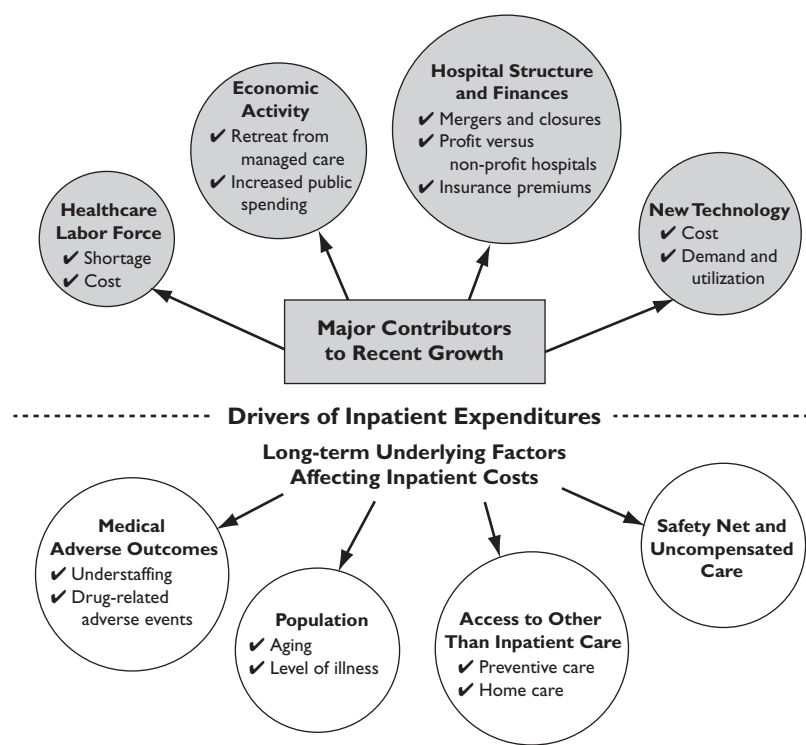 Hospital Structure
and Finances
✔ Mergers and closures
✔ Profit versus
non-profit hospitals
✔ Insurance premiums
Economic
Activity
✔ Retreat from
managed care
✔ Increased public
spending
Healthcare
Labor Force
✔ Shortage
✔ Cost
New Technology
✔ Cost
✔ Demand and
utilization
Major Contributors
to Recent Growth
Drivers of Inpatient Expenditures
Long-term Underlying Factors
Affecting Inpatient Costs
Medical
Adverse Outcomes
✔ Understaffing
✔ Drug-related
adverse events
Population
✔ Aging
✔ Level of illness
Access to Other
Than Inpatient Care
✔ Preventive care
✔ Home care
Safety Net and
Uncompensated
Care